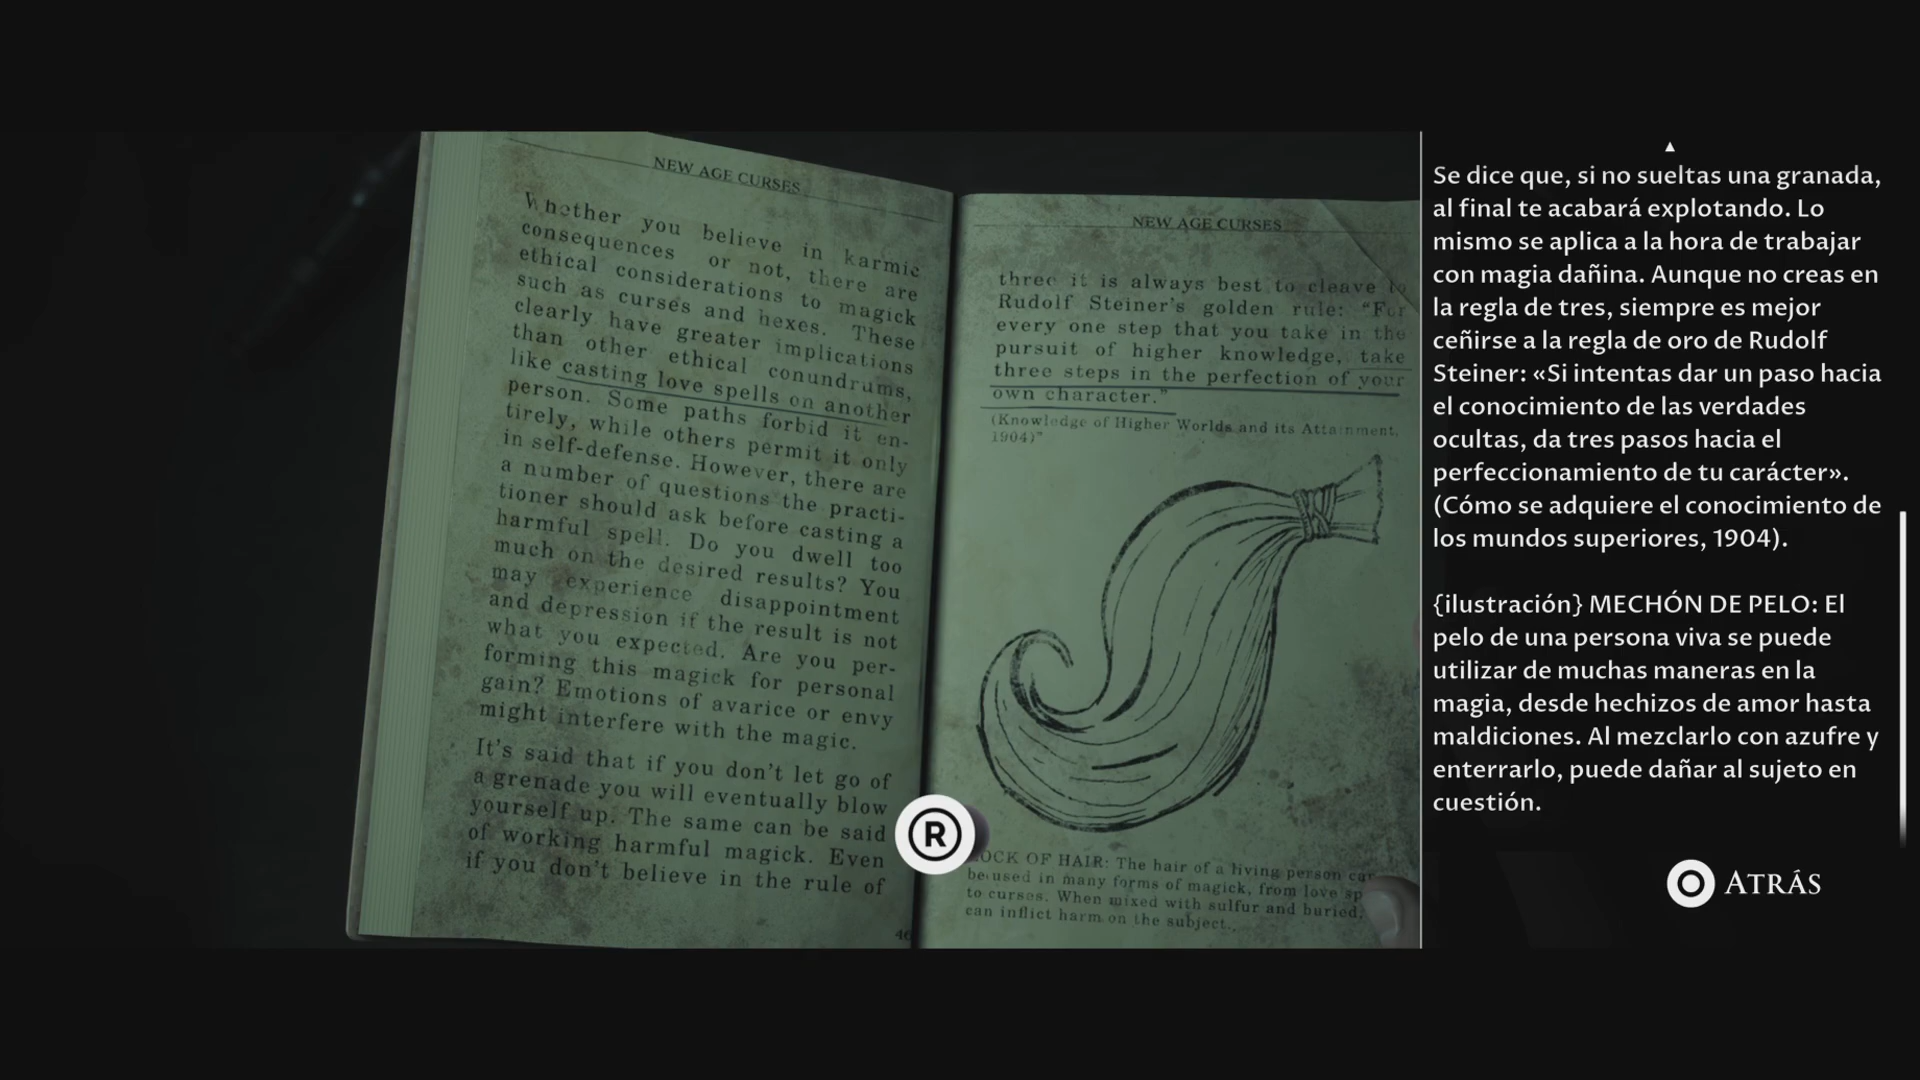 NEW AGE CURSES
Whether you believe in karmic
consequences or not, there are
ethical considerations to magick
such as curses and hexes. These
clearly have greater implications
than other ethical conundrums,
like casting love spells on another
person. Some paths forbid it en-
tirely, while others permit it only
in self-defense. However, there are
a number of questions the practi-
tioner should ask before casting a
harmful spell. Do you dwell too
much on the desired results? You
may experience disappointment
and depression if the result is not
what you expected. Are you per-
forming this magick for personal
gain? Emotions of avarice or envy
might interfere with the magic.
It's said that if you don't let go of
a grenade you will eventually blow
yourself up. The same can be said
of working harmful magick. Even
if you don't believe in the rule of
46
NEW AGE CURSES
three it is always best to cleave to
Rudolf Steiner's golden rule: "For
every one step that you take in the
pursuit of higher knowledge, take
three steps in the perfection of your
own character."
(Knowledge of Higher Worlds and its Attainment,
1904)"
LOCK OF HAIR: The hair of a living person can
be used in many forms of magick, from love sp
to curses. When mixed with sulfur and buried,
can inflict harm on the subject.
R
Se dice que, si no sueltas una granada,
al final te acabará explotando. Lo
mismo se aplica a la hora de trabajar
con magia dañina. Aunque no creas en
la regla de tres, siempre es mejor
ceñirse a la regla de oro de Rudolf
Steiner: «Si intentas dar un paso hacia
el conocimiento de las verdades
ocultas, da tres pasos hacia el
perfeccionamiento de tu carácter».
(Cómo se adquiere el conocimiento de
los mundos superiores, 1904).
{ilustración} MECHÓN DE PELO: El
pelo de una persona viva se puede
utilizar de muchas maneras en la
magia, desde hechizos de amor hasta
maldiciones. Al mezclarlo con azufre y
enterrarlo, puede dañar al sujeto en
cuestión.
ATRÁS